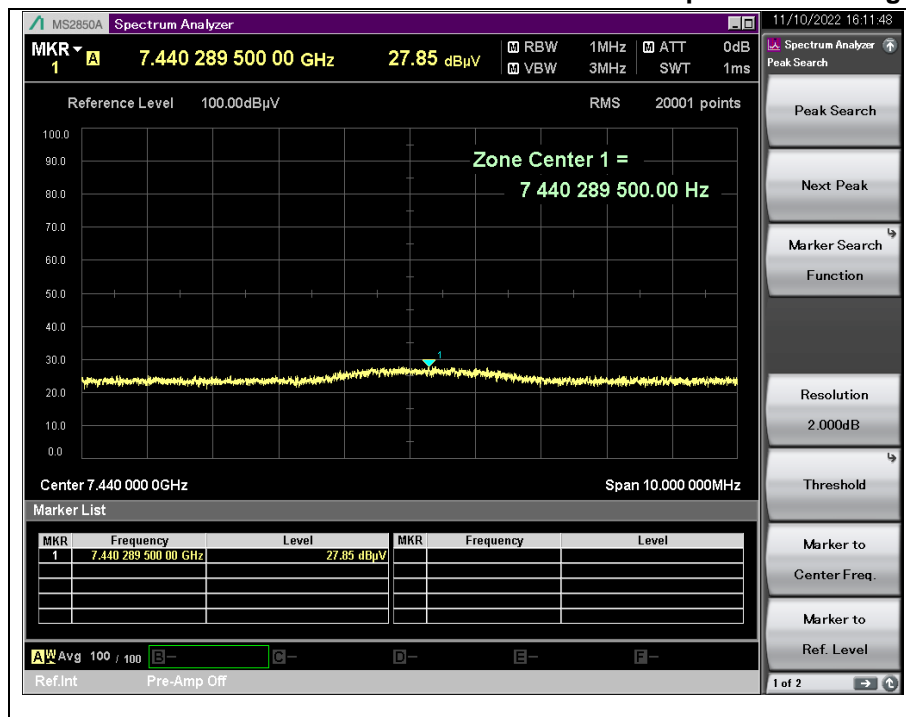 MS2850A Spectrum Analyzer
11/10/2022 16:11:48
MKR 1 A 7.440 289 500 00 GHz 27.85 dBµV
M RBW 1MHz M ATT 0dB
M VBW 3MHz SWT 1ms
Reference Level 100.00dBµV RMS 20001 points
100.0
90.0
80.0
70.0
60.0
50.0
40.0
30.0
20.0
10.0
0.0
Zone Center 1 =
7 440 289 500.00 Hz
1
Center 7.440 000 0GHz Span 10.000 000MHz
Marker List
MKR Frequency Level MKR Frequency Level
1 7.440 289 500 00 GHz 27.85 dBµV
A W Avg 100 / 100 B- C- D- E- F-
Ref.Int Pre-Amp Off
Spectrum Analyzer
Peak Search
Peak Search
Next Peak
Marker Search
Function
Resolution
2.000dB
Threshold
Marker to
Center Freq.
Marker to
Ref. Level
1 of 2